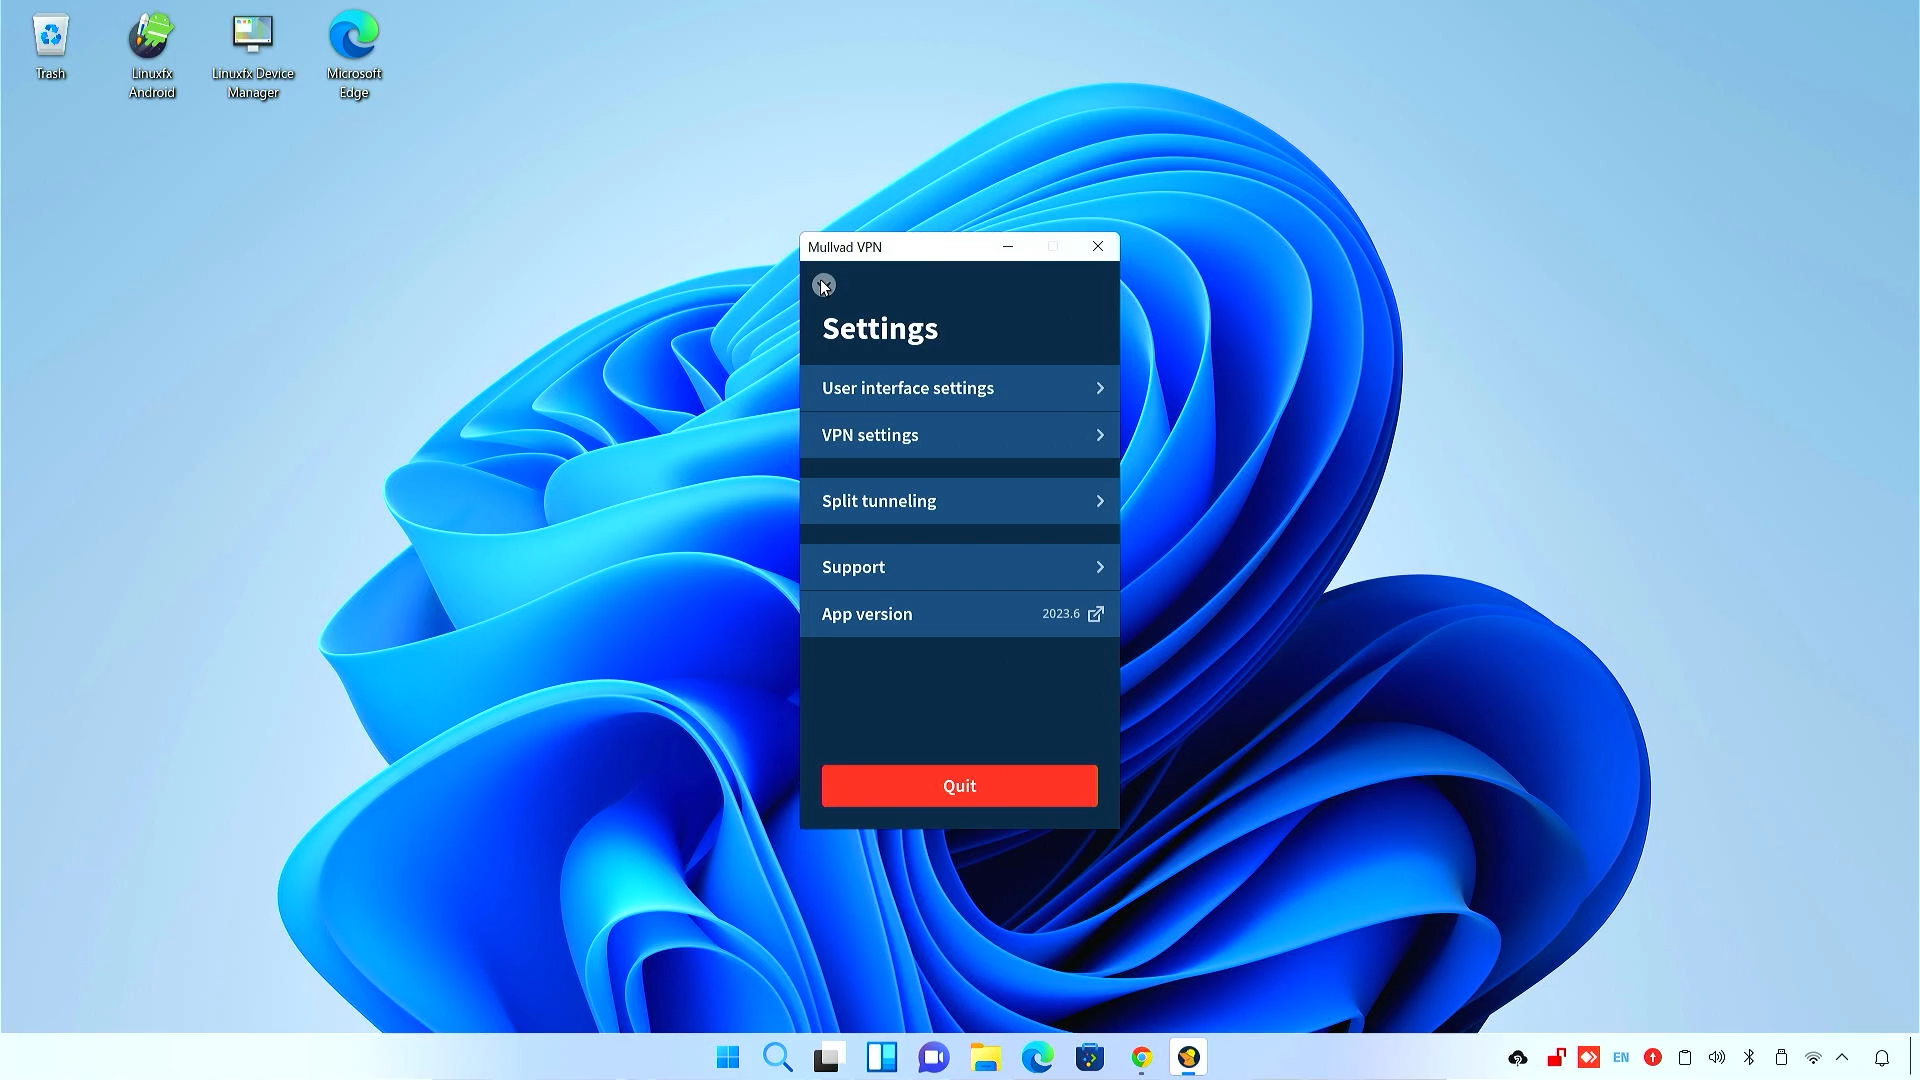 Trash
Linuxfx
Android
Linuxfx Device
Manager
Microsoft
Edge
Mullvad VPN
Settings
User interface settings
VPN settings
Split tunneling
Support
App version 2023.6
Quit
EN